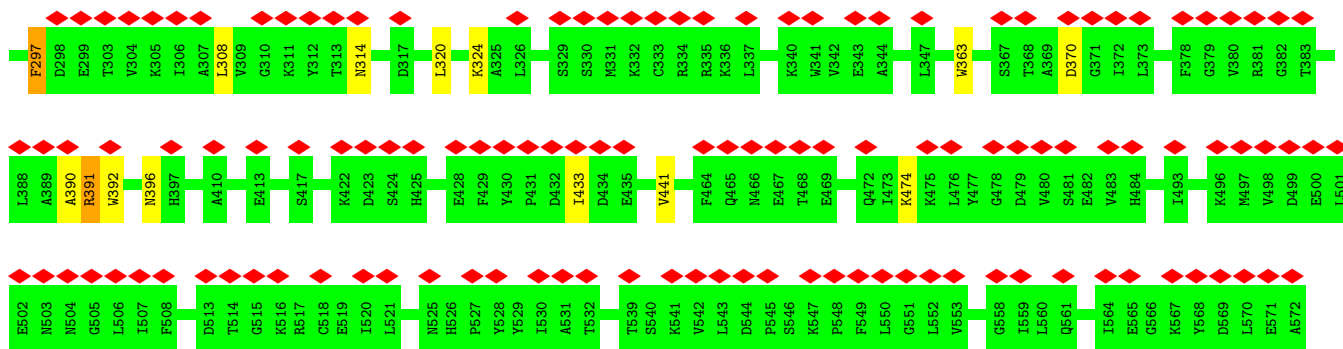 F297 D298 E299 T303 V304 K305 I306 A307 L308 V309 G310 K311 Y312 T313 N314 D317 L320 K324 A325 L326 S329 S330 M331 K332 C333 R334 R335 K336 L337 K340 W341 V342 E343 A344 L347 W363 S367 T368 A369 D370 G371 I372 L373 F378 G379 V380 R381 G382 T383
L388 A389 A390 R391 W392 N396 H397 A410 E413 S417 K422 D423 S424 H425 E428 F429 Y430 P431 D432 I433 D434 E435 V441 F464 Q465 N466 E467 T468 E469 Q472 I473 K474 K475 L476 Y477 G478 D479 V480 S481 E482 V483 H484 I493 K496 M497 V498 D499 E500 L501
E502 N503 N504 G505 L506 I507 F508 D513 T514 G515 K516 R517 C518 E519 I520 L521 N525 H526 P527 Y528 Y529 I530 A531 T532 T539 S540 K541 V542 L543 D544 P545 S546 K547 P548 F549 L550 G551 L552 V553 G558 I559 L560 Q561 I564 E565 G566 K567 Y568 D569 L570 E571 A572